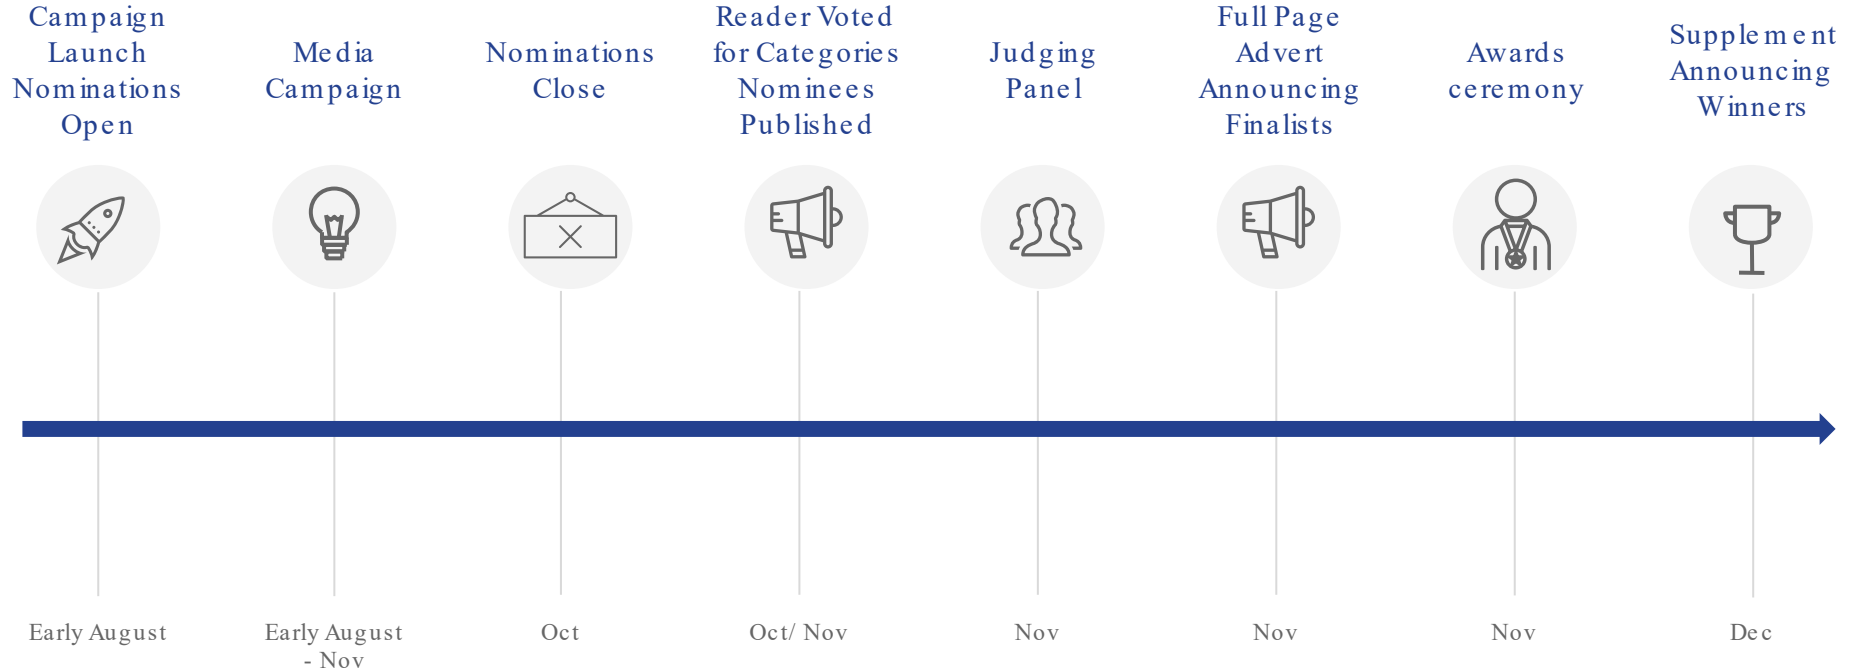 Campaign
Launch
Nominations
Open
Media
Campaign
Nominations
Close
Reader Voted
for Categories
Nominees
Published
Judging
Panel
Full Page
Advert
Announcing
Finalists
Awards
ceremony
Supplement
Announcing
Winners
Early August
Early August
- Nov
Oct
Oct/ Nov
Nov
Nov
Nov
Dec